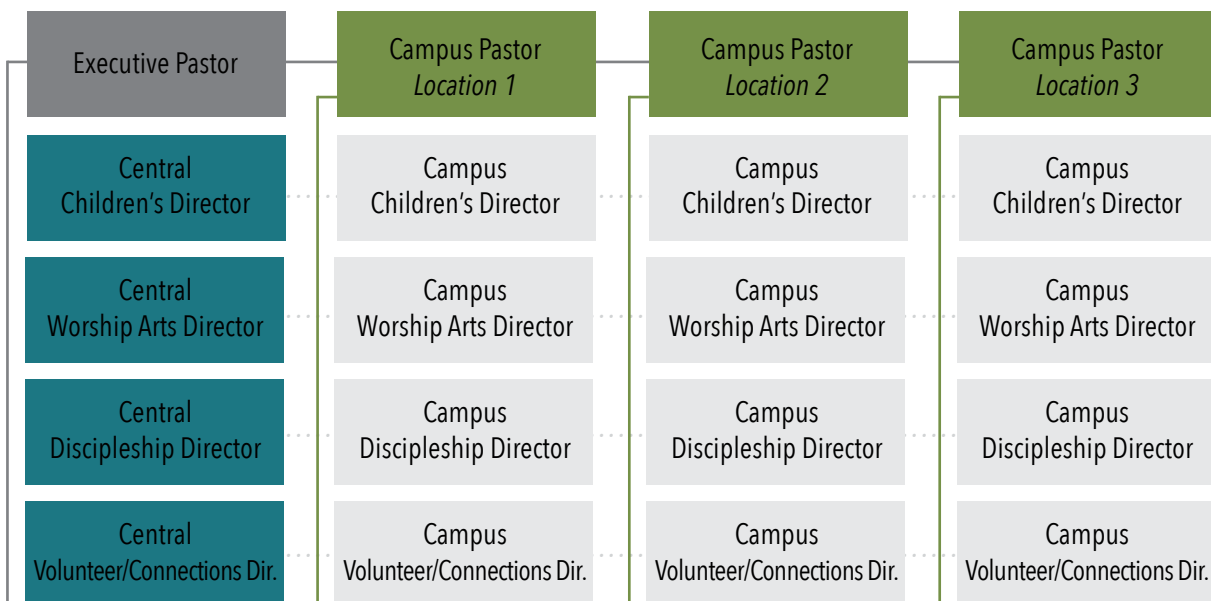 Executive Pastor
Campus Pastor
Location 1
Campus Pastor
Location 2
Campus Pastor
Location 3
Central
Children's Director
Campus
Children's Director
Campus
Children's Director
Campus
Children's Director
Central
Worship Arts Director
Campus
Worship Arts Director
Campus
Worship Arts Director
Campus
Worship Arts Director
Central
Discipleship Director
Campus
Discipleship Director
Campus
Discipleship Director
Campus
Discipleship Director
Central
Volunteer/Connections Dir.
Campus
Volunteer/Connections Dir.
Campus
Volunteer/Connections Dir.
Campus
Volunteer/Connections Dir.